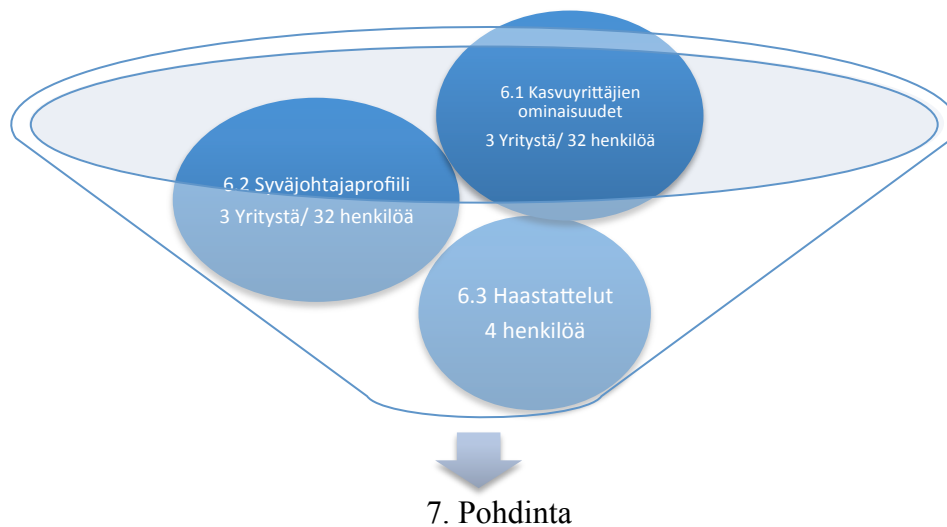 6.1 Kasvuyrittäjien
ominaisuudet
3 Yritystä/ 32 henkilöä
6.2 Syväjohtajaprofiili
3 Yritystä/ 32 henkilöä
6.3 Haastattelut
4 henkilöä
7. Pohdinta